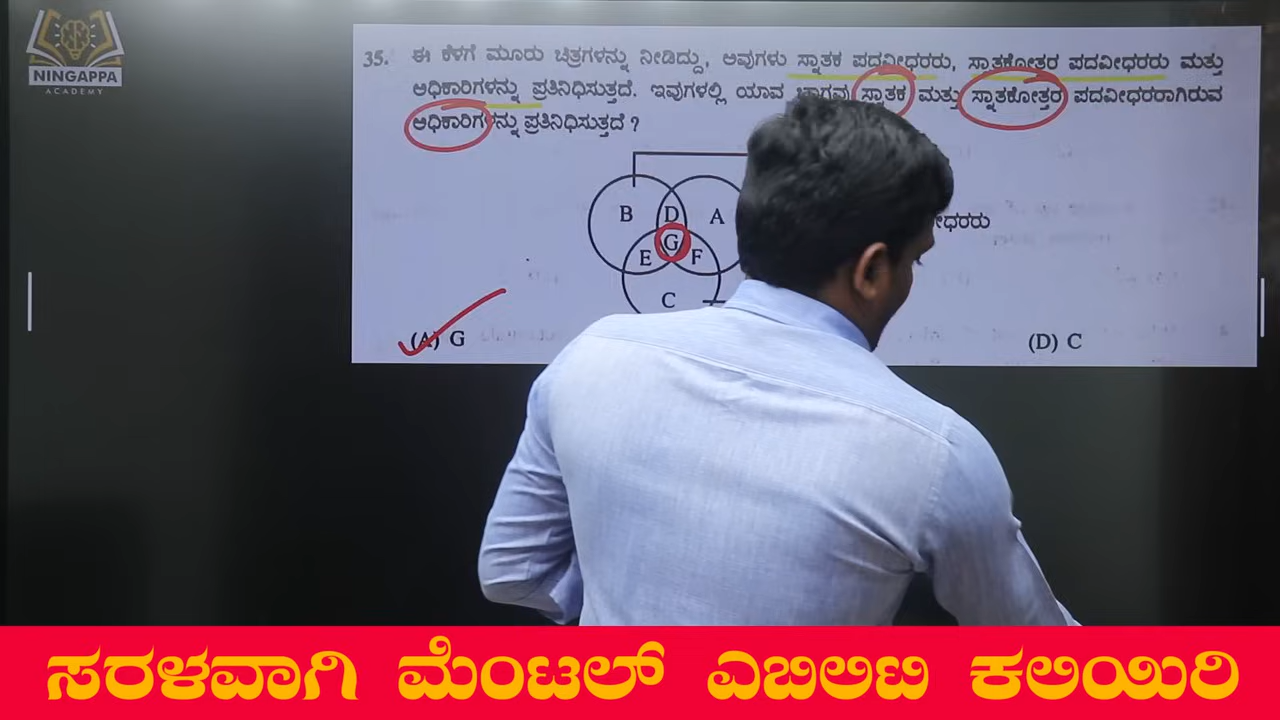 NINGAPPA
ACADEMY
35. ಈ ಕೆಳಗೆ ಮೂರು ಚಿತ್ರಗಳನ್ನು ನೀಡಿದ್ದು, ಅವುಗಳು ಸ್ನಾತಕ ಪದವೀಧರರು, ಸ್ನಾತಕೋತ್ತರ ಪದವೀಧರರು ಮತ್ತು
ಅಧಿಕಾರಿಗಳನ್ನು ಪ್ರತಿನಿಧಿಸುತ್ತದೆ. ಇವುಗಳಲ್ಲಿ ಯಾವ ಭಾಗವು ಸ್ನಾತಕ ಮತ್ತು ಸ್ನಾತಕೋತ್ತರ ಪದವೀಧರರಾಗಿರುವ
ಅಧಿಕಾರಿಗಳನ್ನು ಪ್ರತಿನಿಧಿಸುತ್ತದೆ ?
B D A
G
E F
C
(A) G (D) C
ಸರಳವಾಗಿ ಮೆಂಟಲ್ ಎಬಿಲಿಟಿ ಕಲಿಯಿರಿ